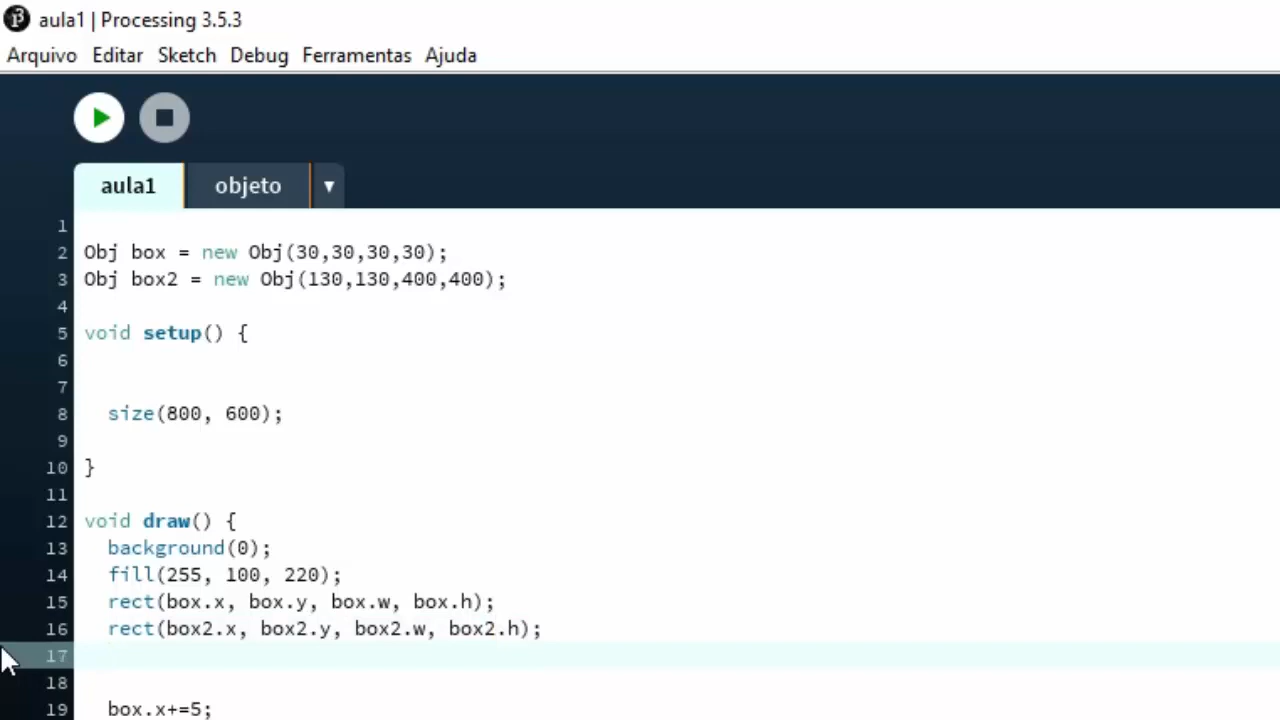 aula1 | Processing 3.5.3
Arquivo Editar Sketch Debug Ferramentas Ajuda
aula1 objeto
1
2 Obj box = new Obj(30,30,30,30);
3 Obj box2 = new Obj(130,130,400,400);
4
5 void setup() {
6
7
8 size(800, 600);
9
10 }
11
12 void draw() {
13 background(0);
14 fill(255, 100, 220);
15 rect(box.x, box.y, box.w, box.h);
16 rect(box2.x, box2.y, box2.w, box2.h);
17
18
19 box.x+=5;